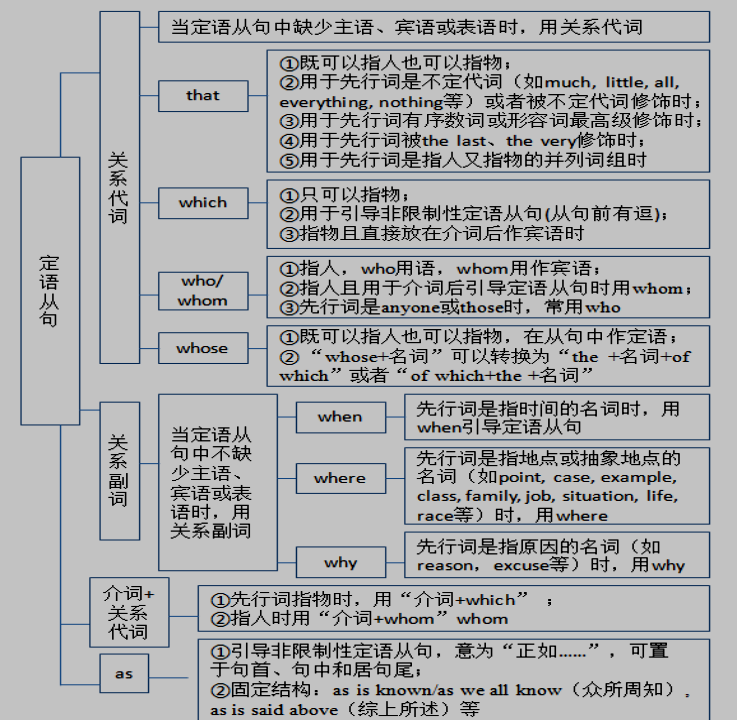 定语从句
关系代词
当定语从句中缺少主语、宾语或表语时，用关系代词
that
①既可以指人也可以指物；
②用于先行词是不定代词（如much, little, all,
everything, nothing等）或者被不定代词修饰时；
③用于先行词有序数词或形容词最高级修饰时；
④用于先行词被the last、the very修饰时；
⑤用于先行词是指人又指物的并列词组时
which
①只可以指物；
②用于引导非限制性定语从句(从句前有逗)；
③指物且直接放在介词后作宾语时
who/
whom
①指人，who用语，whom用作宾语；
②指人且用于介词后引导定语从句时用whom；
③先行词是anyone或those时，常用who
whose
①既可以指人也可以指物，在从句中作定语；
②“whose+名词”可以转换为“the +名词+of
which”或者“of which+the +名词”
关系副词
当定语从
句中不缺
少主语、
宾语或表
语时，用
关系副词
when
先行词是指时间的名词时，用
when引导定语从句
where
先行词是指地点或抽象地点的
名词（如point, case, example,
class, family, job, situation, life,
race等）时，用where
why
先行词是指原因的名词（如
reason，excuse等）时，用why
介词+
关系
代词
①先行词指物时，用“介词+which”；
②指人时用“介词+whom”whom
as
①引导非限制性定语从句，意为“正如……”，可置
于句首、句中和居句尾；
②固定结构：as is known/as we all know（众所周知）。
as is said above（综上所述）等